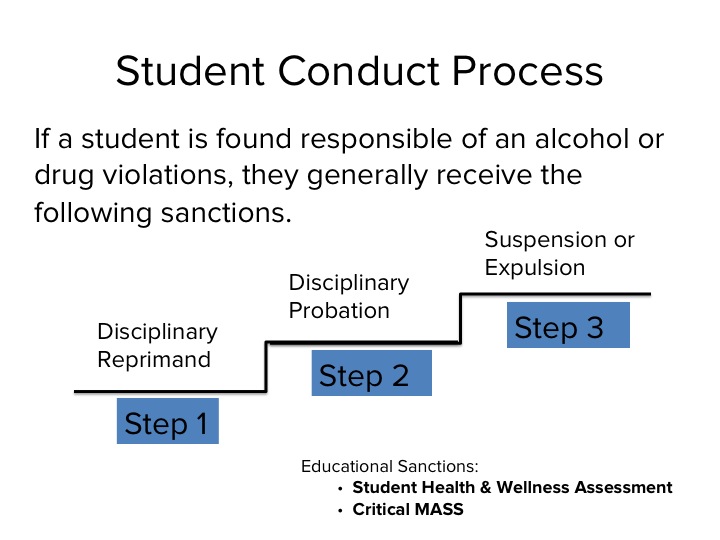 Student Conduct Process
If a student is found responsible of an alcohol or
drug violations, they generally receive the
following sanctions.
Disciplinary
Reprimand
Step 1
Disciplinary
Probation
Step 2
Suspension or
Expulsion
Step 3
Educational Sanctions:
• Student Health & Wellness Assessment
• Critical MASS